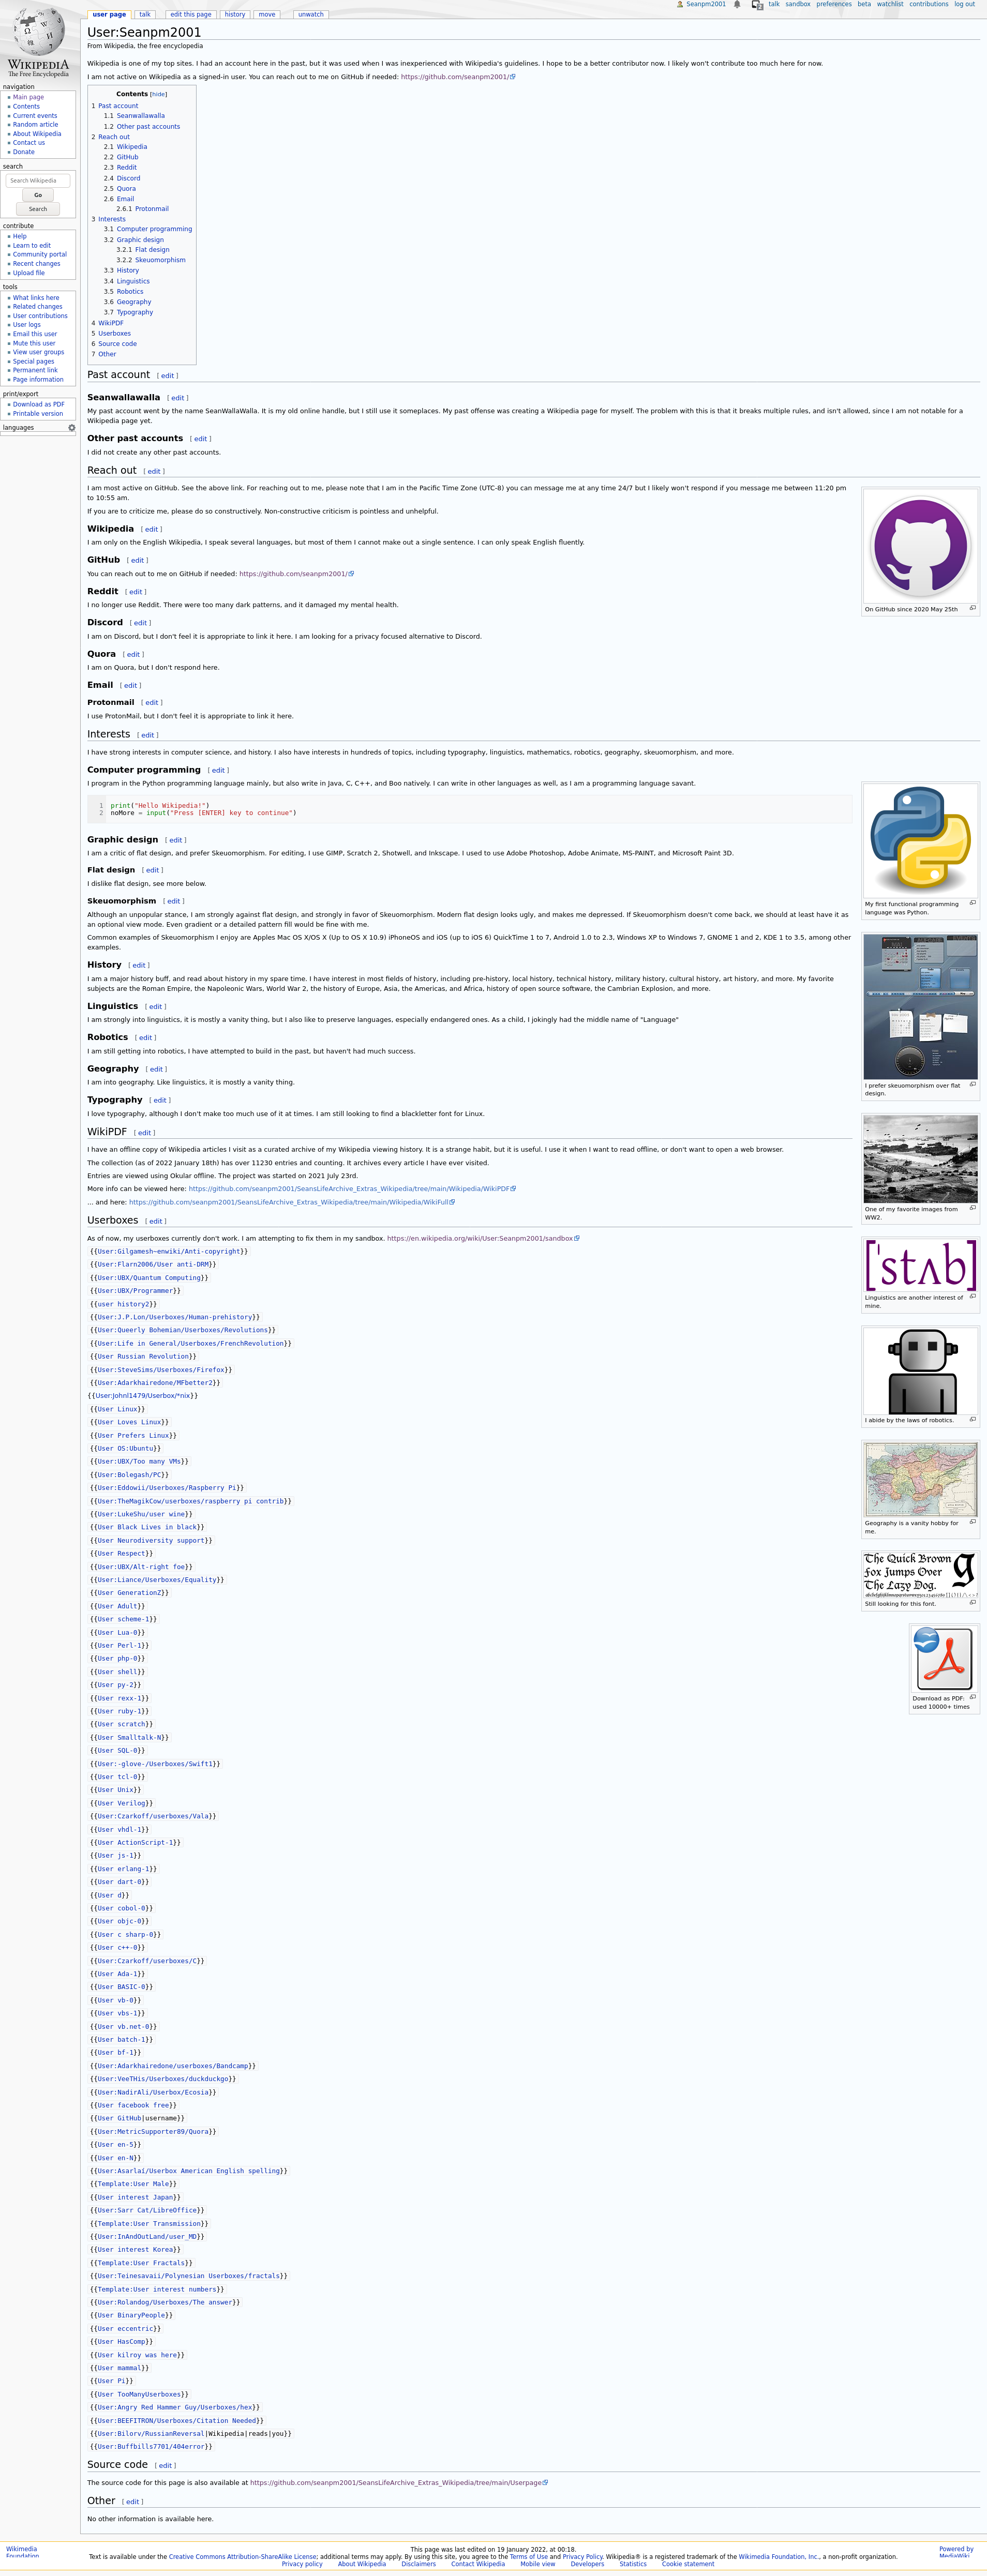 Seanpm2001 talk sandbox preferences beta watchlist contributions log out
user page talk edit this page history move unwatch
WIKIPEDIA
The Free Encyclopedia
navigation
Main page
Contents
Current events
Random article
About Wikipedia
Contact us
Donate
search
Search Wikipedia
Go
Search
contribute
Help
Learn to edit
Community portal
Recent changes
Upload file
tools
What links here
Related changes
User contributions
User logs
Email this user
Mute this user
View user groups
Special pages
Permanent link
Page information
print/export
Download as PDF
Printable version
languages
User:Seanpm2001
From Wikipedia, the free encyclopedia
Wikipedia is one of my top sites. I had an account here in the past, but it was used when I was inexperienced with Wikipedia's guidelines. I hope to be a better contributor now. I likely won't contribute too much here for now.
I am not active on Wikipedia as a signed-in user. You can reach out to me on GitHub if needed: https://github.com/seanpm2001/
Contents [hide]
1 Past account
1.1 Seanwallawalla
1.2 Other past accounts
2 Reach out
2.1 Wikipedia
2.2 GitHub
2.3 Reddit
2.4 Discord
2.5 Quora
2.6 Email
2.6.1 Protonmail
3 Interests
3.1 Computer programming
3.2 Graphic design
3.2.1 Flat design
3.2.2 Skeuomorphism
3.3 History
3.4 Linguistics
3.5 Robotics
3.6 Geography
3.7 Typography
4 WikiPDF
5 Userboxes
6 Source code
7 Other
Past account [ edit ]
Seanwallawalla [ edit ]
My past account went by the name SeanWallaWalla. It is my old online handle, but I still use it someplaces. My past offense was creating a Wikipedia page for myself. The problem with this is that it breaks multiple rules, and isn't allowed, since I am not notable for a
Wikipedia page yet.
Other past accounts [ edit ]
I did not create any other past accounts.
Reach out [ edit ]
I am most active on GitHub. See the above link. For reaching out to me, please note that I am in the Pacific Time Zone (UTC-8) you can message me at any time 24/7 but I likely won't respond if you message me between 11:20 pm
to 10:55 am.
If you are to criticize me, please do so constructively. Non-constructive criticism is pointless and unhelpful.
Wikipedia [ edit ]
I am only on the English Wikipedia, I speak several languages, but most of them I cannot make out a single sentence. I can only speak English fluently.
GitHub [ edit ]
You can reach out to me on GitHub if needed: https://github.com/seanpm2001/
On GitHub since 2020 May 25th
Reddit [ edit ]
I no longer use Reddit. There were too many dark patterns, and it damaged my mental health.
Discord [ edit ]
I am on Discord, but I don't feel it is appropriate to link it here. I am looking for a privacy focused alternative to Discord.
Quora [ edit ]
I am on Quora, but I don't respond here.
Email [ edit ]
Protonmail [ edit ]
I use ProtonMail, but I don't feel it is appropriate to link it here.
Interests [ edit ]
I have strong interests in computer science, and history. I also have interests in hundreds of topics, including typography, linguistics, mathematics, robotics, geography, skeuomorphism, and more.
Computer programming [ edit ]
I program in the Python programming language mainly, but also write in Java, C, C++, and Boo natively. I can write in other languages as well, as I am a programming language savant.
1 print("Hello Wikipedia!")
2 noMore = input("Press [ENTER] key to continue")
My first functional programming
language was Python.
Graphic design [ edit ]
I am a critic of flat design, and prefer Skeuomorphism. For editing, I use GIMP, Scratch 2, Shotwell, and Inkscape. I used to use Adobe Photoshop, Adobe Animate, MS-PAINT, and Microsoft Paint 3D.
Flat design [ edit ]
I dislike flat design, see more below.
Skeuomorphism [ edit ]
Although an unpopular stance, I am strongly against flat design, and strongly in favor of Skeuomorphism. Modern flat design looks ugly, and makes me depressed. If Skeuomorphism doesn't come back, we should at least have it as
an optional view mode. Even gradient or a detailed pattern fill would be fine with me.
Common examples of Skeuomorphism I enjoy are Apples Mac OS X/OS X (Up to OS X 10.9) iPhoneOS and iOS (up to iOS 6) QuickTime 1 to 7, Android 1.0 to 2.3, Windows XP to Windows 7, GNOME 1 and 2, KDE 1 to 3.5, among other
examples.
I prefer skeuomorphism over flat
design.
History [ edit ]
I am a major history buff, and read about history in my spare time. I have interest in most fields of history, including pre-history, local history, technical history, military history, cultural history, art history, and more. My favorite
subjects are the Roman Empire, the Napoleonic Wars, World War 2, the history of Europe, Asia, the Americas, and Africa, history of open source software, the Cambrian Explosion, and more.
Linguistics [ edit ]
I am strongly into linguistics, it is mostly a vanity thing, but I also like to preserve languages, especially endangered ones. As a child, I jokingly had the middle name of "Language"
Robotics [ edit ]
I am still getting into robotics, I have attempted to build in the past, but haven't had much success.
Geography [ edit ]
I am into geography. Like linguistics, it is mostly a vanity thing.
Typography [ edit ]
I love typography, although I don't make too much use of it at times. I am still looking to find a blackletter font for Linux.
WikiPDF [ edit ]
I have an offline copy of Wikipedia articles I visit as a curated archive of my Wikipedia viewing history. It is a strange habit, but it is useful. I use it when I want to read offline, or don't want to open a web browser.
The collection (as of 2022 January 18th) has over 11230 entries and counting. It archives every article I have ever visited.
Entries are viewed using Okular offline. The project was started on 2021 July 23rd.
More info can be viewed here: https://github.com/seanpm2001/SeansLifeArchive_Extras_Wikipedia/tree/main/Wikipedia/WikiPDF
... and here: https://github.com/seanpm2001/SeansLifeArchive_Extras_Wikipedia/tree/main/Wikipedia/WikiFull
One of my favorite images from
WW2.
['stʌb]
Linguistics are another interest of
mine.
I abide by the laws of robotics.
Geography is a vanity hobby for
me.
The Quick Brown
Fox Jumps Over
The Lazy Dog.
g
Still looking for this font.
Download as PDF:
used 10000+ times
Userboxes [ edit ]
As of now, my userboxes currently don't work. I am attempting to fix them in my sandbox. https://en.wikipedia.org/wiki/User:Seanpm2001/sandbox
{{User:Gilgamesh~enwiki/Anti-copyright}}
{{User:Flarn2006/User anti-DRM}}
{{User:UBX/Quantum Computing}}
{{User:UBX/Programmer}}
{{user history2}}
{{User:J.P.Lon/Userboxes/Human-prehistory}}
{{User:Queerly Bohemian/Userboxes/Revolutions}}
{{User:Life in General/Userboxes/FrenchRevolution}}
{{User Russian Revolution}}
{{User:SteveSims/Userboxes/Firefox}}
{{User:Adarkhairedone/MFbetter2}}
{{User:Johnl1479/Userbox/*nix}}
{{User Linux}}
{{User Loves Linux}}
{{User Prefers Linux}}
{{User OS:Ubuntu}}
{{User:UBX/Too many VMs}}
{{User:Bolegash/PC}}
{{User:Eddowii/Userboxes/Raspberry Pi}}
{{User:TheMagikCow/userboxes/raspberry pi contrib}}
{{User:LukeShu/user wine}}
{{User Black Lives in black}}
{{User Neurodiversity support}}
{{User Respect}}
{{User:UBX/Alt-right foe}}
{{User:Liance/Userboxes/Equality}}
{{User GenerationZ}}
{{User Adult}}
{{User scheme-1}}
{{User Lua-0}}
{{User Perl-1}}
{{User php-0}}
{{User shell}}
{{User py-2}}
{{User rexx-1}}
{{User ruby-1}}
{{User scratch}}
{{User Smalltalk-N}}
{{User SQL-0}}
{{User:-glove-/Userboxes/Swift1}}
{{User tcl-0}}
{{User Unix}}
{{User Verilog}}
{{User:Czarkoff/userboxes/Vala}}
{{User vhdl-1}}
{{User ActionScript-1}}
{{User js-1}}
{{User erlang-1}}
{{User dart-0}}
{{User d}}
{{User cobol-0}}
{{User objc-0}}
{{User c sharp-0}}
{{User c++-0}}
{{User:Czarkoff/userboxes/C}}
{{User Ada-1}}
{{User BASIC-0}}
{{User vb-0}}
{{User vbs-1}}
{{User vb.net-0}}
{{User batch-1}}
{{User bf-1}}
{{User:Adarkhairedone/userboxes/Bandcamp}}
{{User:VeeTHis/Userboxes/duckduckgo}}
{{User:NadirAli/Userbox/Ecosia}}
{{User facebook free}}
{{User GitHub|username}}
{{User:MetricSupporter89/Quora}}
{{User en-5}}
{{User en-N}}
{{User:Asarlaí/Userbox American English spelling}}
{{Template:User Male}}
{{User interest Japan}}
{{User:Sarr Cat/LibreOffice}}
{{Template:User Transmission}}
{{User:InAndOutLand/user_MD}}
{{User interest Korea}}
{{Template:User Fractals}}
{{User:Teinesavaii/Polynesian Userboxes/fractals}}
{{Template:User interest numbers}}
{{User:Rolandog/Userboxes/The answer}}
{{User BinaryPeople}}
{{User eccentric}}
{{User HasComp}}
{{User kilroy was here}}
{{User mammal}}
{{User Pi}}
{{User TooManyUserboxes}}
{{User:Angry Red Hammer Guy/Userboxes/hex}}
{{User:BEEFITRON/Userboxes/Citation Needed}}
{{User:Bilorv/RussianReversal|Wikipedia|reads|you}}
{{User:Buffbills7701/404error}}
Source code [ edit ]
The source code for this page is also available at https://github.com/seanpm2001/SeansLifeArchive_Extras_Wikipedia/tree/main/Userpage
Other [ edit ]
No other information is available here.
Wikimedia
Foundation
Powered by
MediaWiki
This page was last edited on 19 January 2022, at 00:18.
Text is available under the Creative Commons Attribution-ShareAlike License; additional terms may apply. By using this site, you agree to the Terms of Use and Privacy Policy. Wikipedia® is a registered trademark of the Wikimedia Foundation, Inc., a non-profit organization.
Privacy policy About Wikipedia Disclaimers Contact Wikipedia Mobile view Developers Statistics Cookie statement